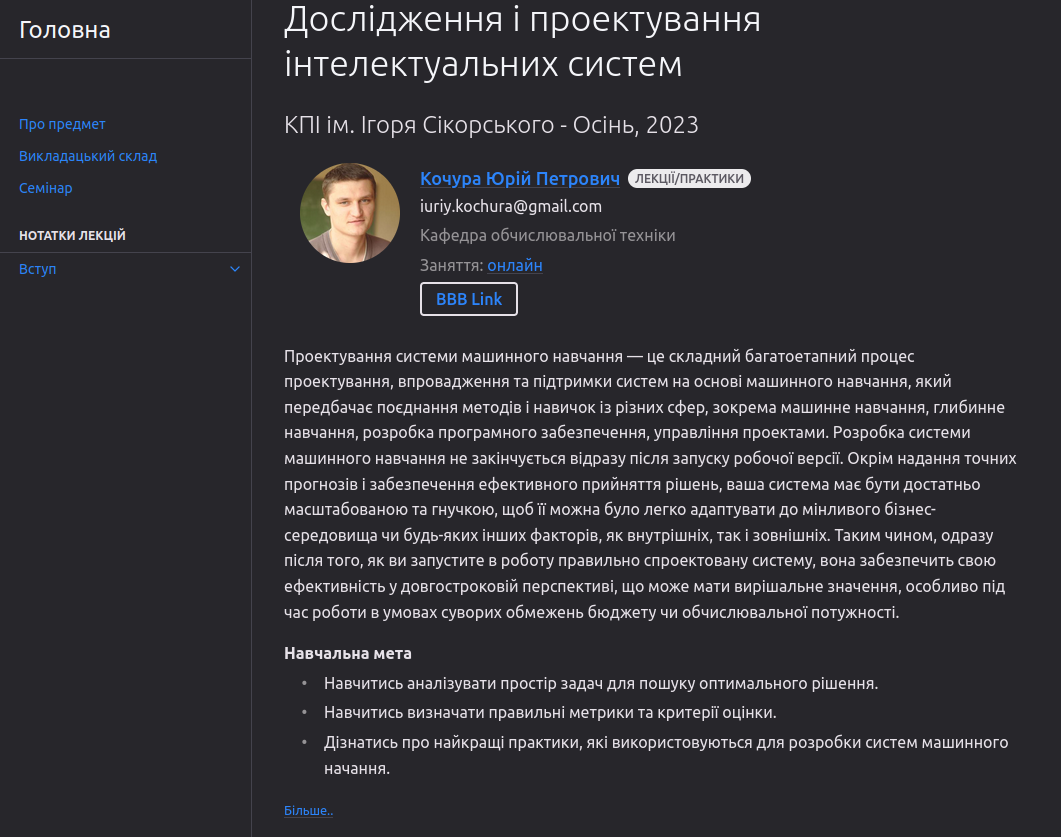 Головна
Про предмет
Викладацький склад
Семінар
НОТАТКИ ЛЕКЦІЙ
Вступ
Дослідження і проектування
інтелектуальних систем
КПІ ім. Ігоря Сікорського - Осінь, 2023
Кочура Юрій Петрович ЛЕКЦІЇ/ПРАКТИКИ
iuriy.kochura@gmail.com
Кафедра обчислювальної техніки
Заняття: онлайн
BBB Link
Проектування системи машинного навчання — це складний багатоетапний процес
проектування, впровадження та підтримки систем на основі машинного навчання, який
передбачає поєднання методів і навичок із різних сфер, зокрема машинне навчання, глибинне
навчання, розробка програмного забезпечення, управління проектами. Розробка системи
машинного навчання не закінчується відразу після запуску робочої версії. Окрім надання точних
прогнозів і забезпечення ефективного прийняття рішень, ваша система має бути достатньо
масштабованою та гнучкою, щоб її можна було легко адаптувати до мінливого бізнес-
середовища чи будь-яких інших факторів, як внутрішніх, так і зовнішніх. Таким чином, одразу
після того, як ви запустите в роботу правильно спроектовану систему, вона забезпечить свою
ефективність у довгостроковій перспективі, що може мати вирішальне значення, особливо під
час роботи в умовах суворих обмежень бюджету чи обчислювальної потужності.
Навчальна мета
• Навчитись аналізувати простір задач для пошуку оптимального рішення.
• Навчитись визначати правильні метрики та критерії оцінки.
• Дізнатись про найкращі практики, які використовуються для розробки систем машинного
начання.
Більше..